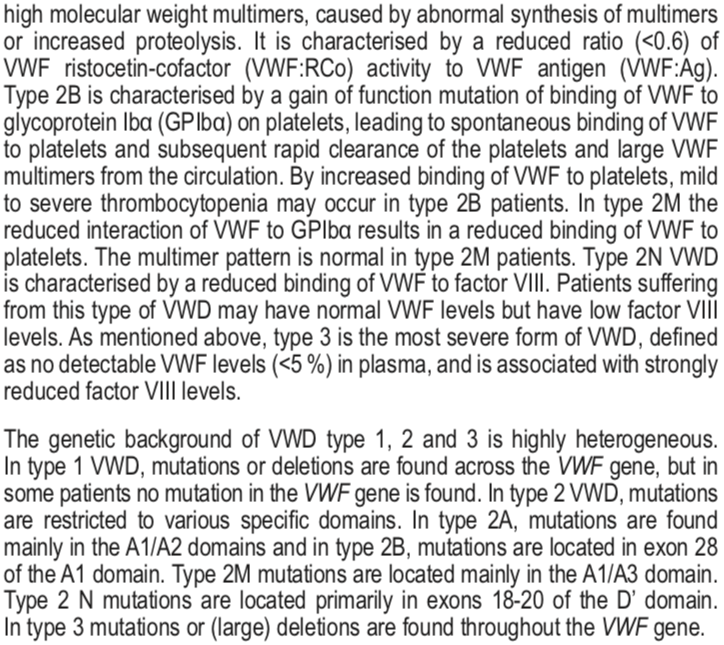 high molecular weight multimers, caused by abnormal synthesis of multimers
or increased proteolysis. It is characterised by a reduced ratio (<0.6) of
VWF ristocetin-cofactor (VWF:RCo) activity to VWF antigen (VWF:Ag).
Type 2B is characterised by a gain of function mutation of binding of VWF to
glycoprotein Ibα (GPIbα) on platelets, leading to spontaneous binding of VWF
to platelets and subsequent rapid clearance of the platelets and large VWF
multimers from the circulation. By increased binding of VWF to platelets, mild
to severe thrombocytopenia may occur in type 2B patients. In type 2M the
reduced interaction of VWF to GPIbα results in a reduced binding of VWF to
platelets. The multimer pattern is normal in type 2M patients. Type 2N VWD
is characterised by a reduced binding of VWF to factor VIII. Patients suffering
from this type of VWD may have normal VWF levels but have low factor VIII
levels. As mentioned above, type 3 is the most severe form of VWD, defined
as no detectable VWF levels (<5 %) in plasma, and is associated with strongly
reduced factor VIII levels.

The genetic background of VWD type 1, 2 and 3 is highly heterogeneous.
In type 1 VWD, mutations or deletions are found across the VWF gene, but in
some patients no mutation in the VWF gene is found. In type 2 VWD, mutations
are restricted to various specific domains. In type 2A, mutations are found
mainly in the A1/A2 domains and in type 2B, mutations are located in exon 28
of the A1 domain. Type 2M mutations are located mainly in the A1/A3 domain.
Type 2 N mutations are located primarily in exons 18-20 of the D’ domain.
In type 3 mutations or (large) deletions are found throughout the VWF gene.